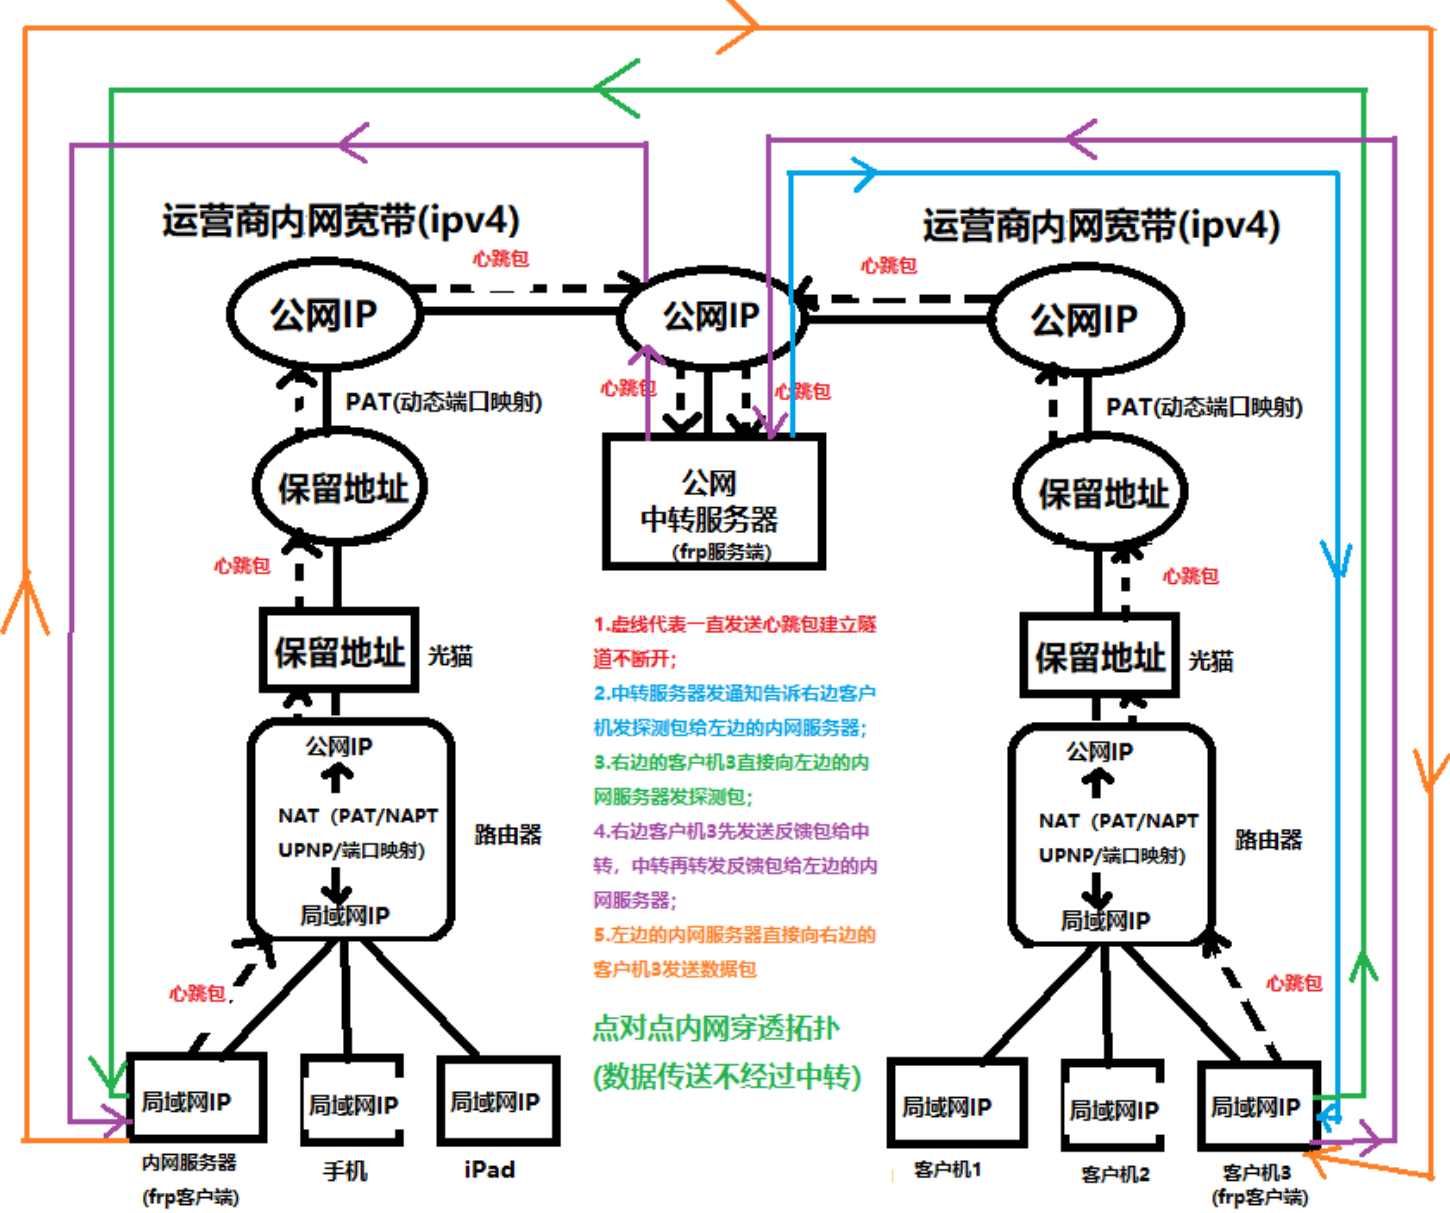 运营商内网宽带(ipv4)
运营商内网宽带(ipv4)
心跳包
心跳包
公网IP
公网IP
公网IP
心跳包
心跳包
PAT(动态端口映射)
PAT(动态端口映射)
保留地址
保留地址
公网
中转服务器
(frp服务端)
心跳包
心跳包
保留地址
光猫
保留地址
光猫
1.虚线代表一直发送心跳包建立隧
道不断开；
2.中转服务器发通知告诉右边客户
机发探测包给左边的内网服务器；
3.右边的客户机3直接向左边的内
网服务器发探测包；
4.右边客户机3先发送反馈包给中
转，中转再转发反馈包给左边的内
网服务器；
5.左边的内网服务器直接向右边的
客户机3发送数据包
公网IP
NAT（PAT/NAPT
UPNP/端口映射)
局域网IP
路由器
公网IP
NAT（PAT/NAPT
UPNP/端口映射)
局域网IP
路由器
心跳包
心跳包
点对点内网穿透拓扑
(数据传送不经过中转)
局域网IP
局域网IP
局域网IP
局域网IP
局域网IP
局域网IP
内网服务器
(frp客户端)
手机
iPad
客户机1
客户机2
客户机3
(frp客户端)